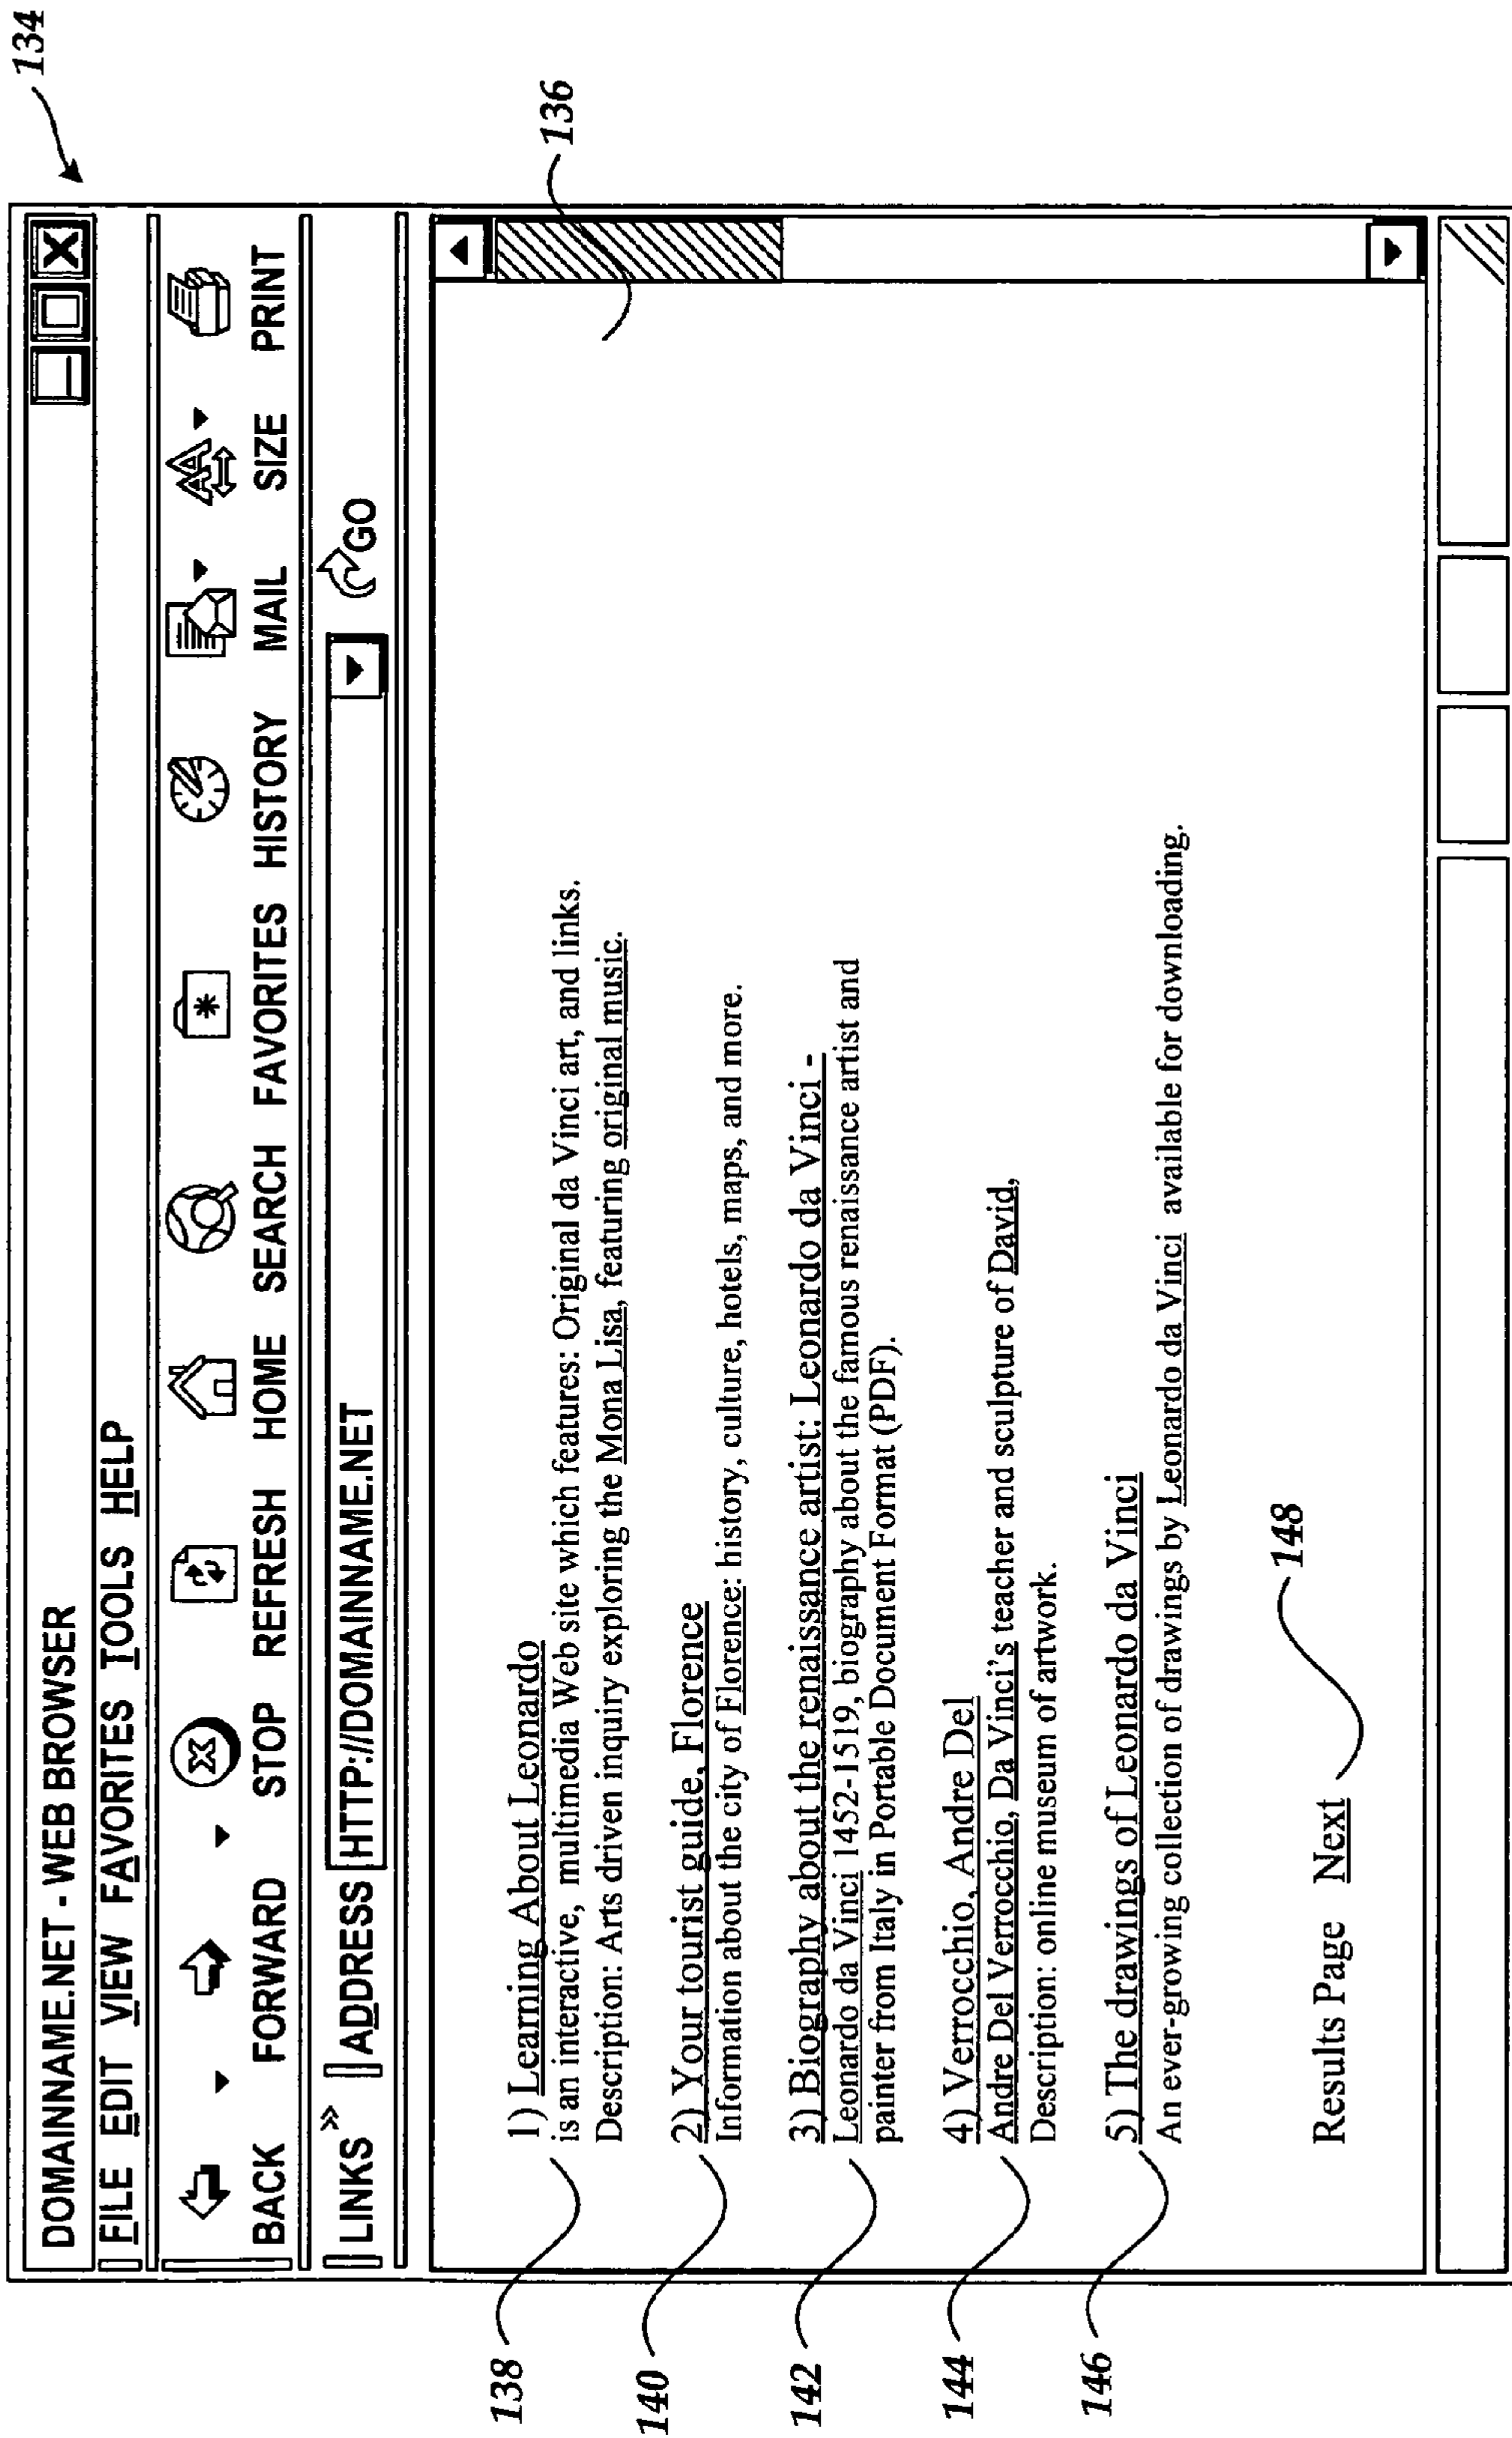 134
DOMAINNAME.NET - WEB BROWSER
FILE EDIT VIEW FAVORITES TOOLS HELP
BACK FORWARD STOP REFRESH HOME SEARCH FAVORITES HISTORY MAIL SIZE PRINT
LINKS » ADDRESS HTTP://DOMAINNAME.NET GO
136
138
1) Learning About Leonardo
is an interactive, multimedia Web site which features: Original da Vinci art, and links.
Description: Arts driven inquiry exploring the Mona Lisa, featuring original music.
140
2) Your tourist guide, Florence
Information about the city of Florence: history, culture, hotels, maps, and more.
142
3) Biography about the renaissance artist: Leonardo da Vinci -
Leonardo da Vinci 1452-1519, biography about the famous renaissance artist and
painter from Italy in Portable Document Format (PDF).
144
4) Verrocchio, Andre Del
Andre Del Verrocchio, Da Vinci's teacher and sculpture of David,
Description: online museum of artwork.
146
5) The drawings of Leonardo da Vinci
An ever-growing collection of drawings by Leonardo da Vinci available for downloading.
148
Results Page Next